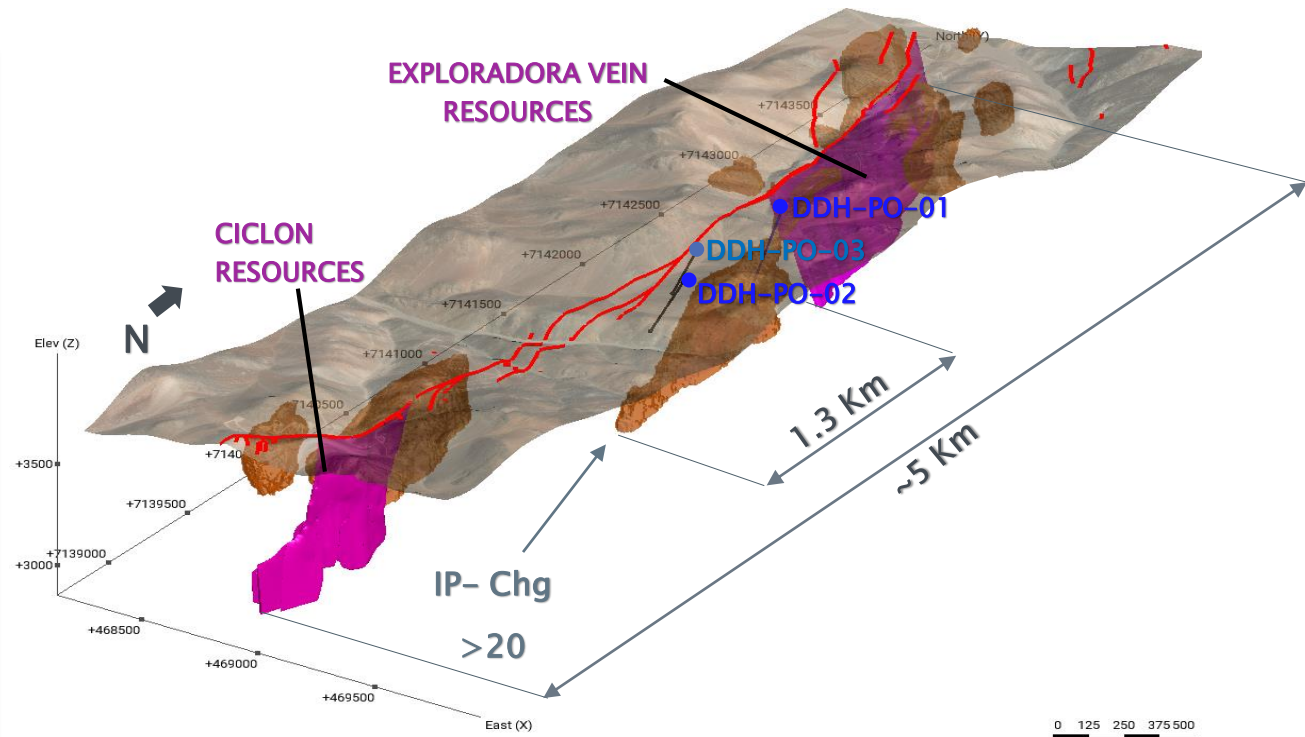 North (Y)
EXPLORADORA VEIN
RESOURCES
+7143500
+7143000
DDH-PO-01
+7142500
CICLON
RESOURCES
DDH-PO-03
+7142000
DDH-PO-02
+7141500
N
Elev (Z)
+7141000
7140500
1.3 Km
~5 Km
+7140
+3500
+7139500
+7139000
+3000
IP- Chg
>20
+468500
+469000
+469500
East (X)
0 125 250 375 500